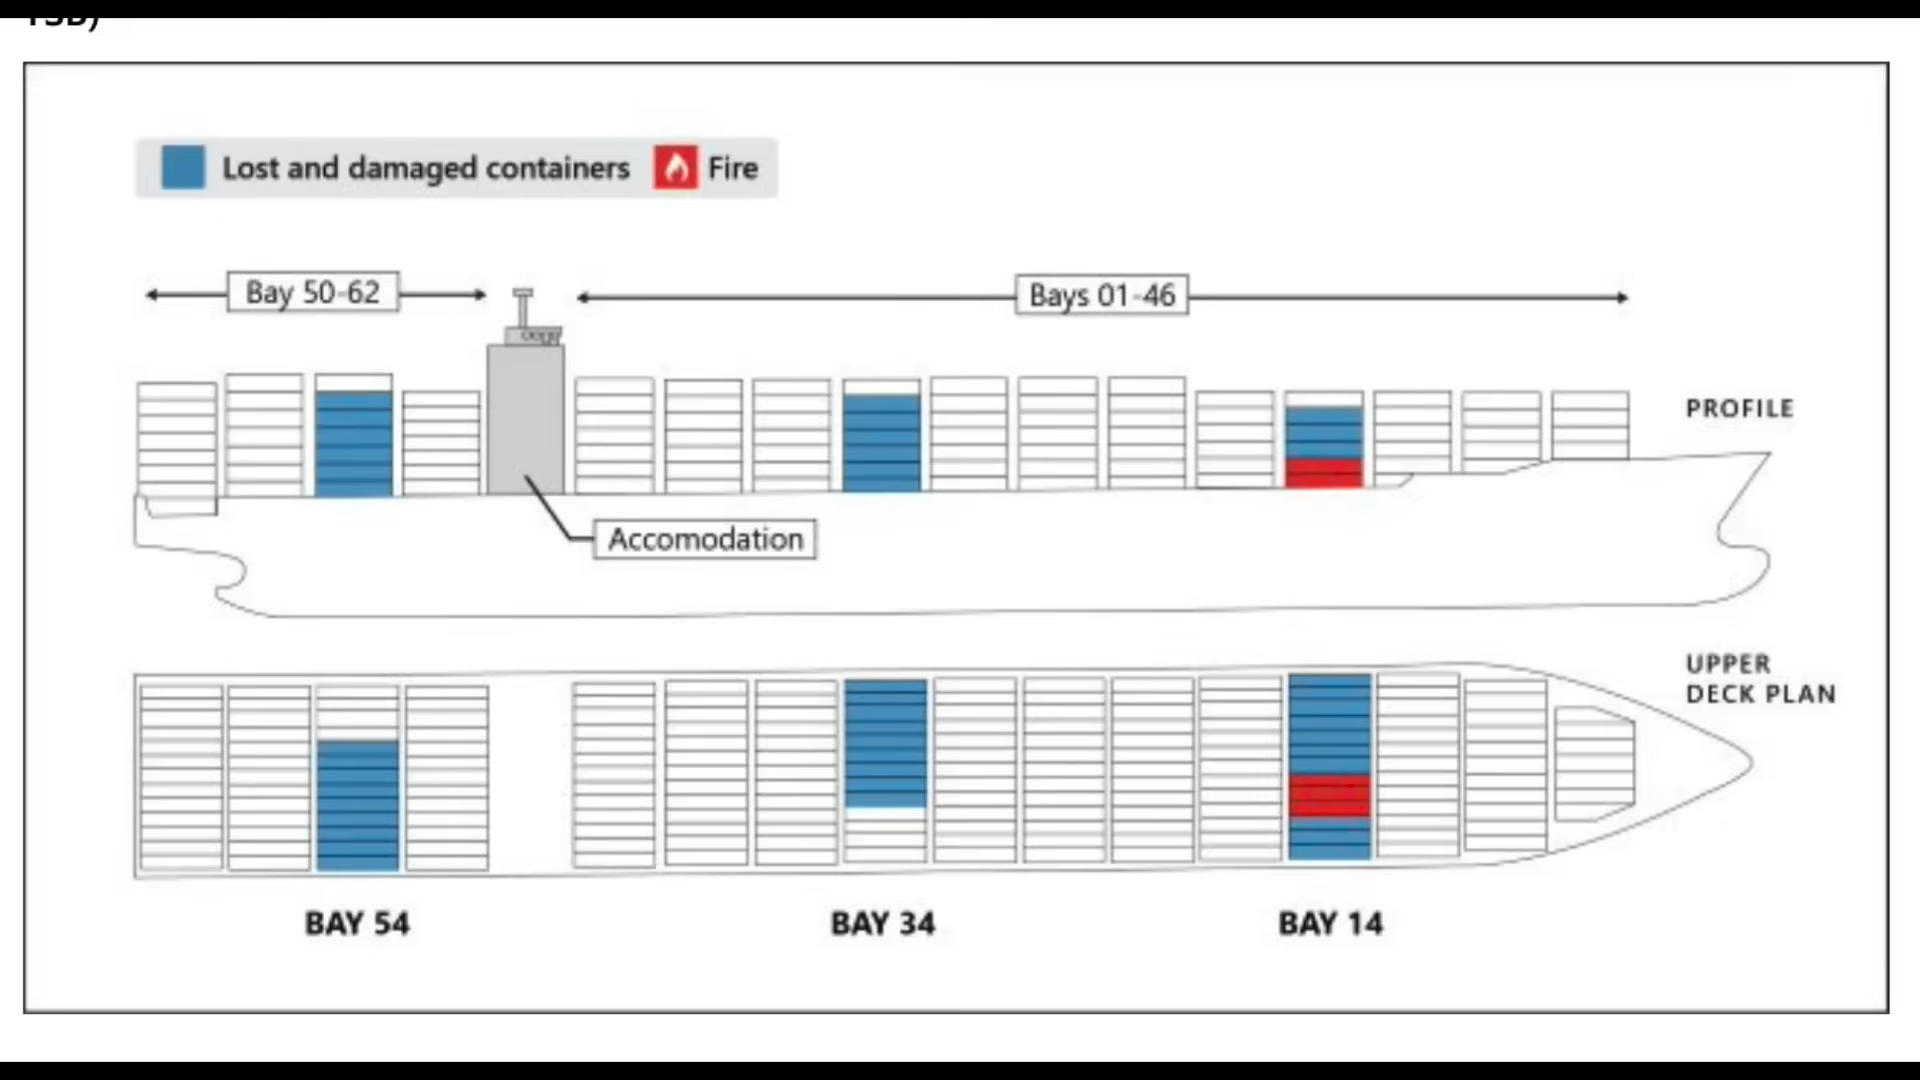 TSB)
Lost and damaged containers Fire
Bay 50-62
Bays 01-46
PROFILE
Accomodation
UPPER
DECK PLAN
BAY 54 BAY 34 BAY 14